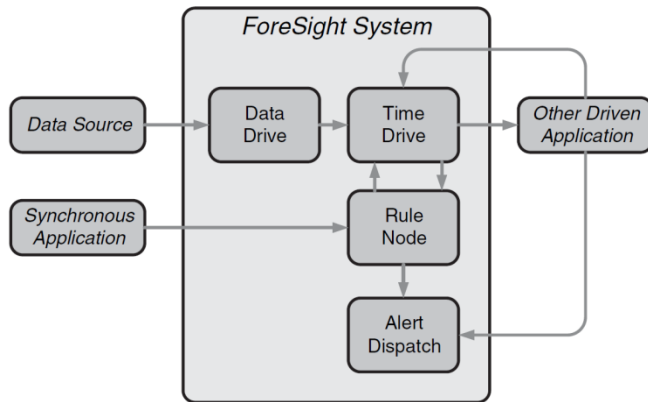 ForeSight System
Data Source
Data
Drive
Time
Drive
Other Driven
Application
Synchronous
Application
Rule
Node
Alert
Dispatch